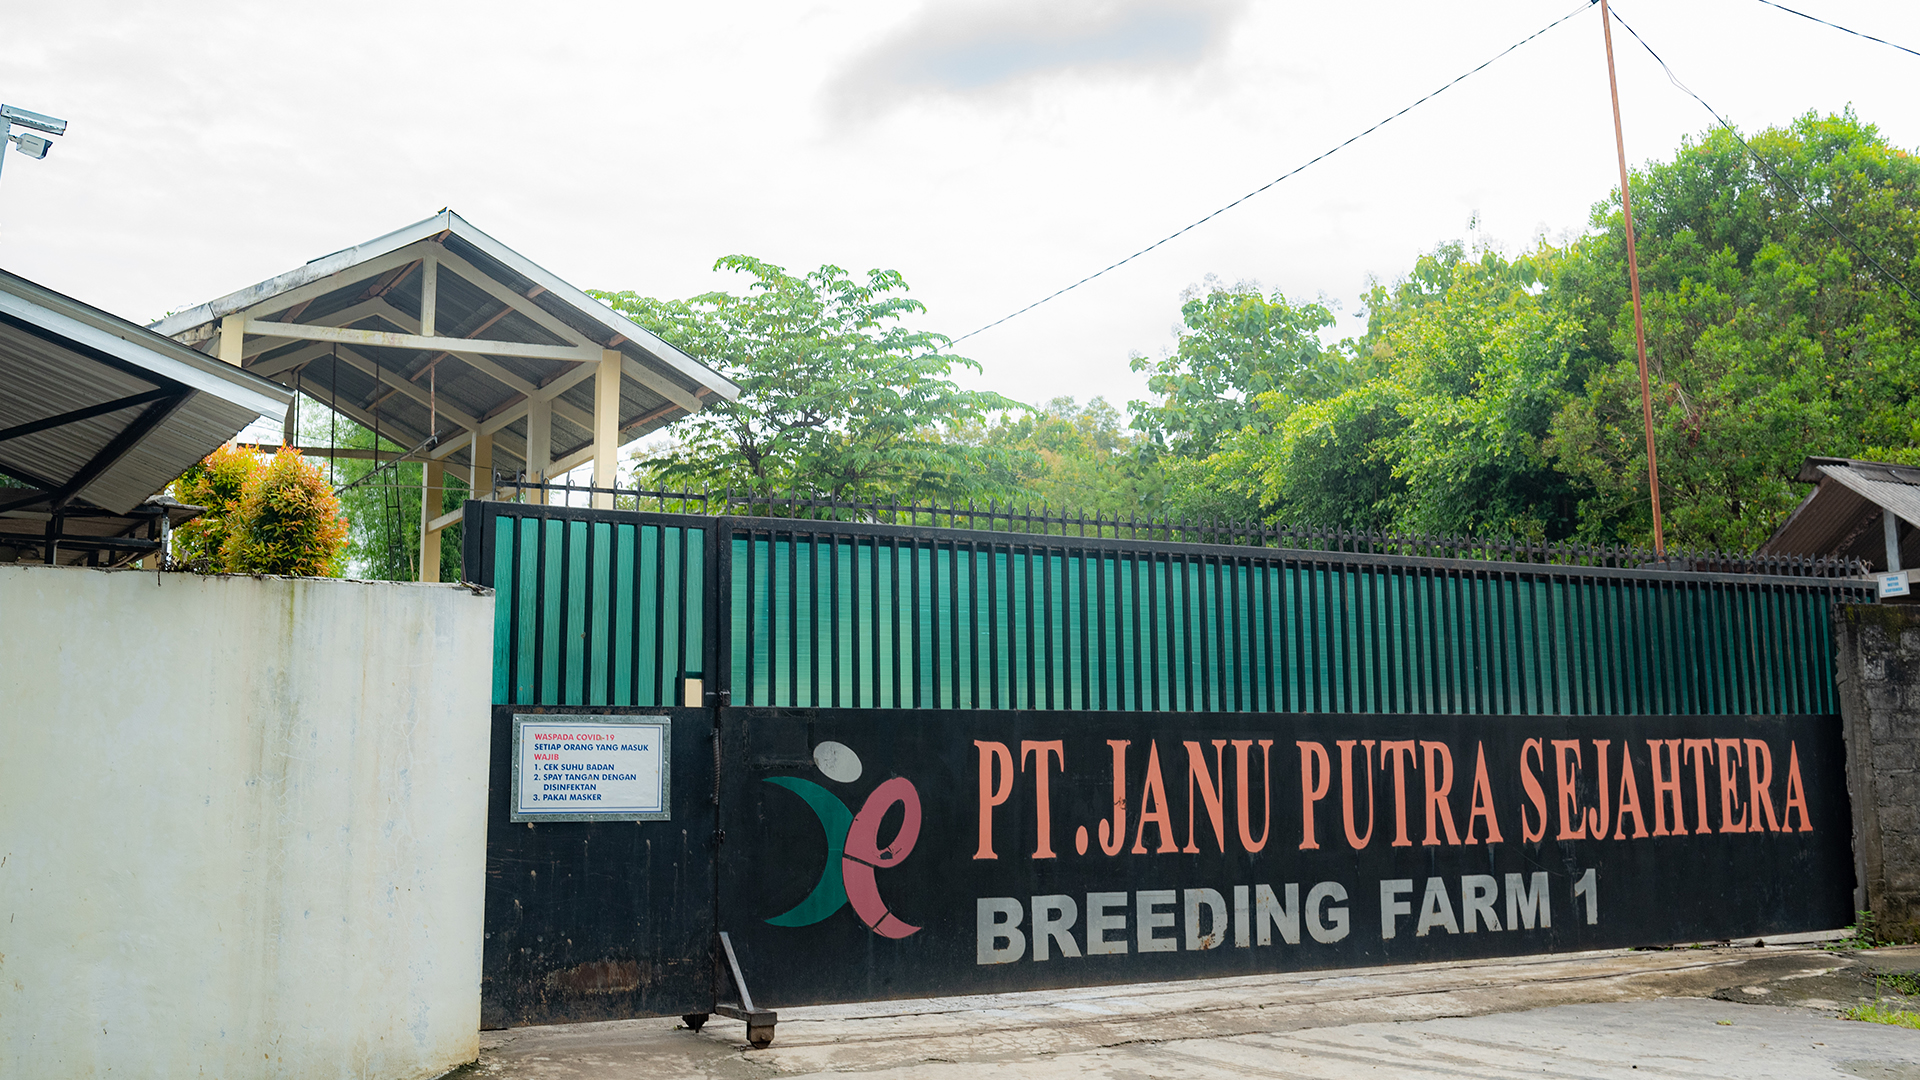 WASPADA COVID-19
SETIAP ORANG YANG MASUK
WAJIB
1. CEK SUHU BADAN
2. SPAY TANGAN DENGAN
DISINFEKTAN
3. PAKAI MASKER
PT. JANU PUTRA SEJAHTERA
BREEDING FARM 1